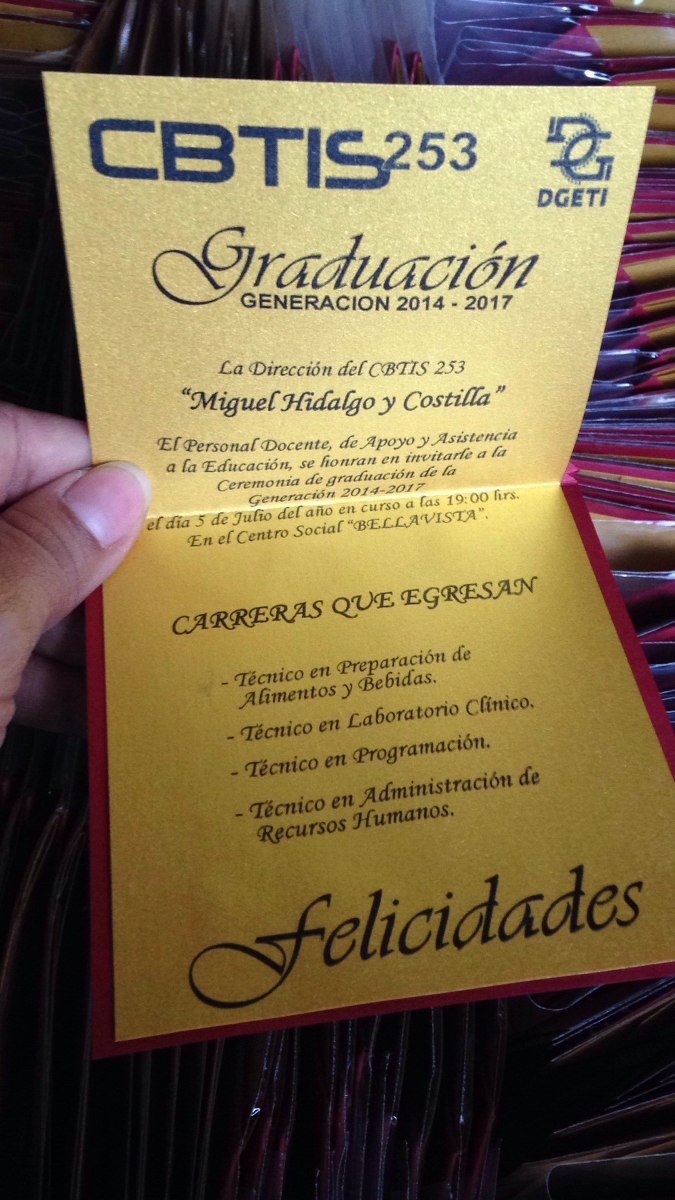 CBTIS 253
DGETI
Graduación
GENERACION 2014 - 2017
La Dirección del CBTIS 253
“Miguel Hidalgo y Costilla”
El Personal Docente, de Apoyo y Asistencia
a la Educación, se honran en invitarle a la
Ceremonia de graduación de la
Generación 2014-2017
el día 5 de Julio del año en curso a las 19:00 hrs.
En el Centro Social “BELLAVISTA”.
CARRERAS QUE EGRESAN
- Técnico en Preparación de
Alimentos y Bebidas.
- Técnico en Laboratorio Clínico.
- Técnico en Programación.
- Técnico en Administración de
Recursos Humanos.
Felicidades